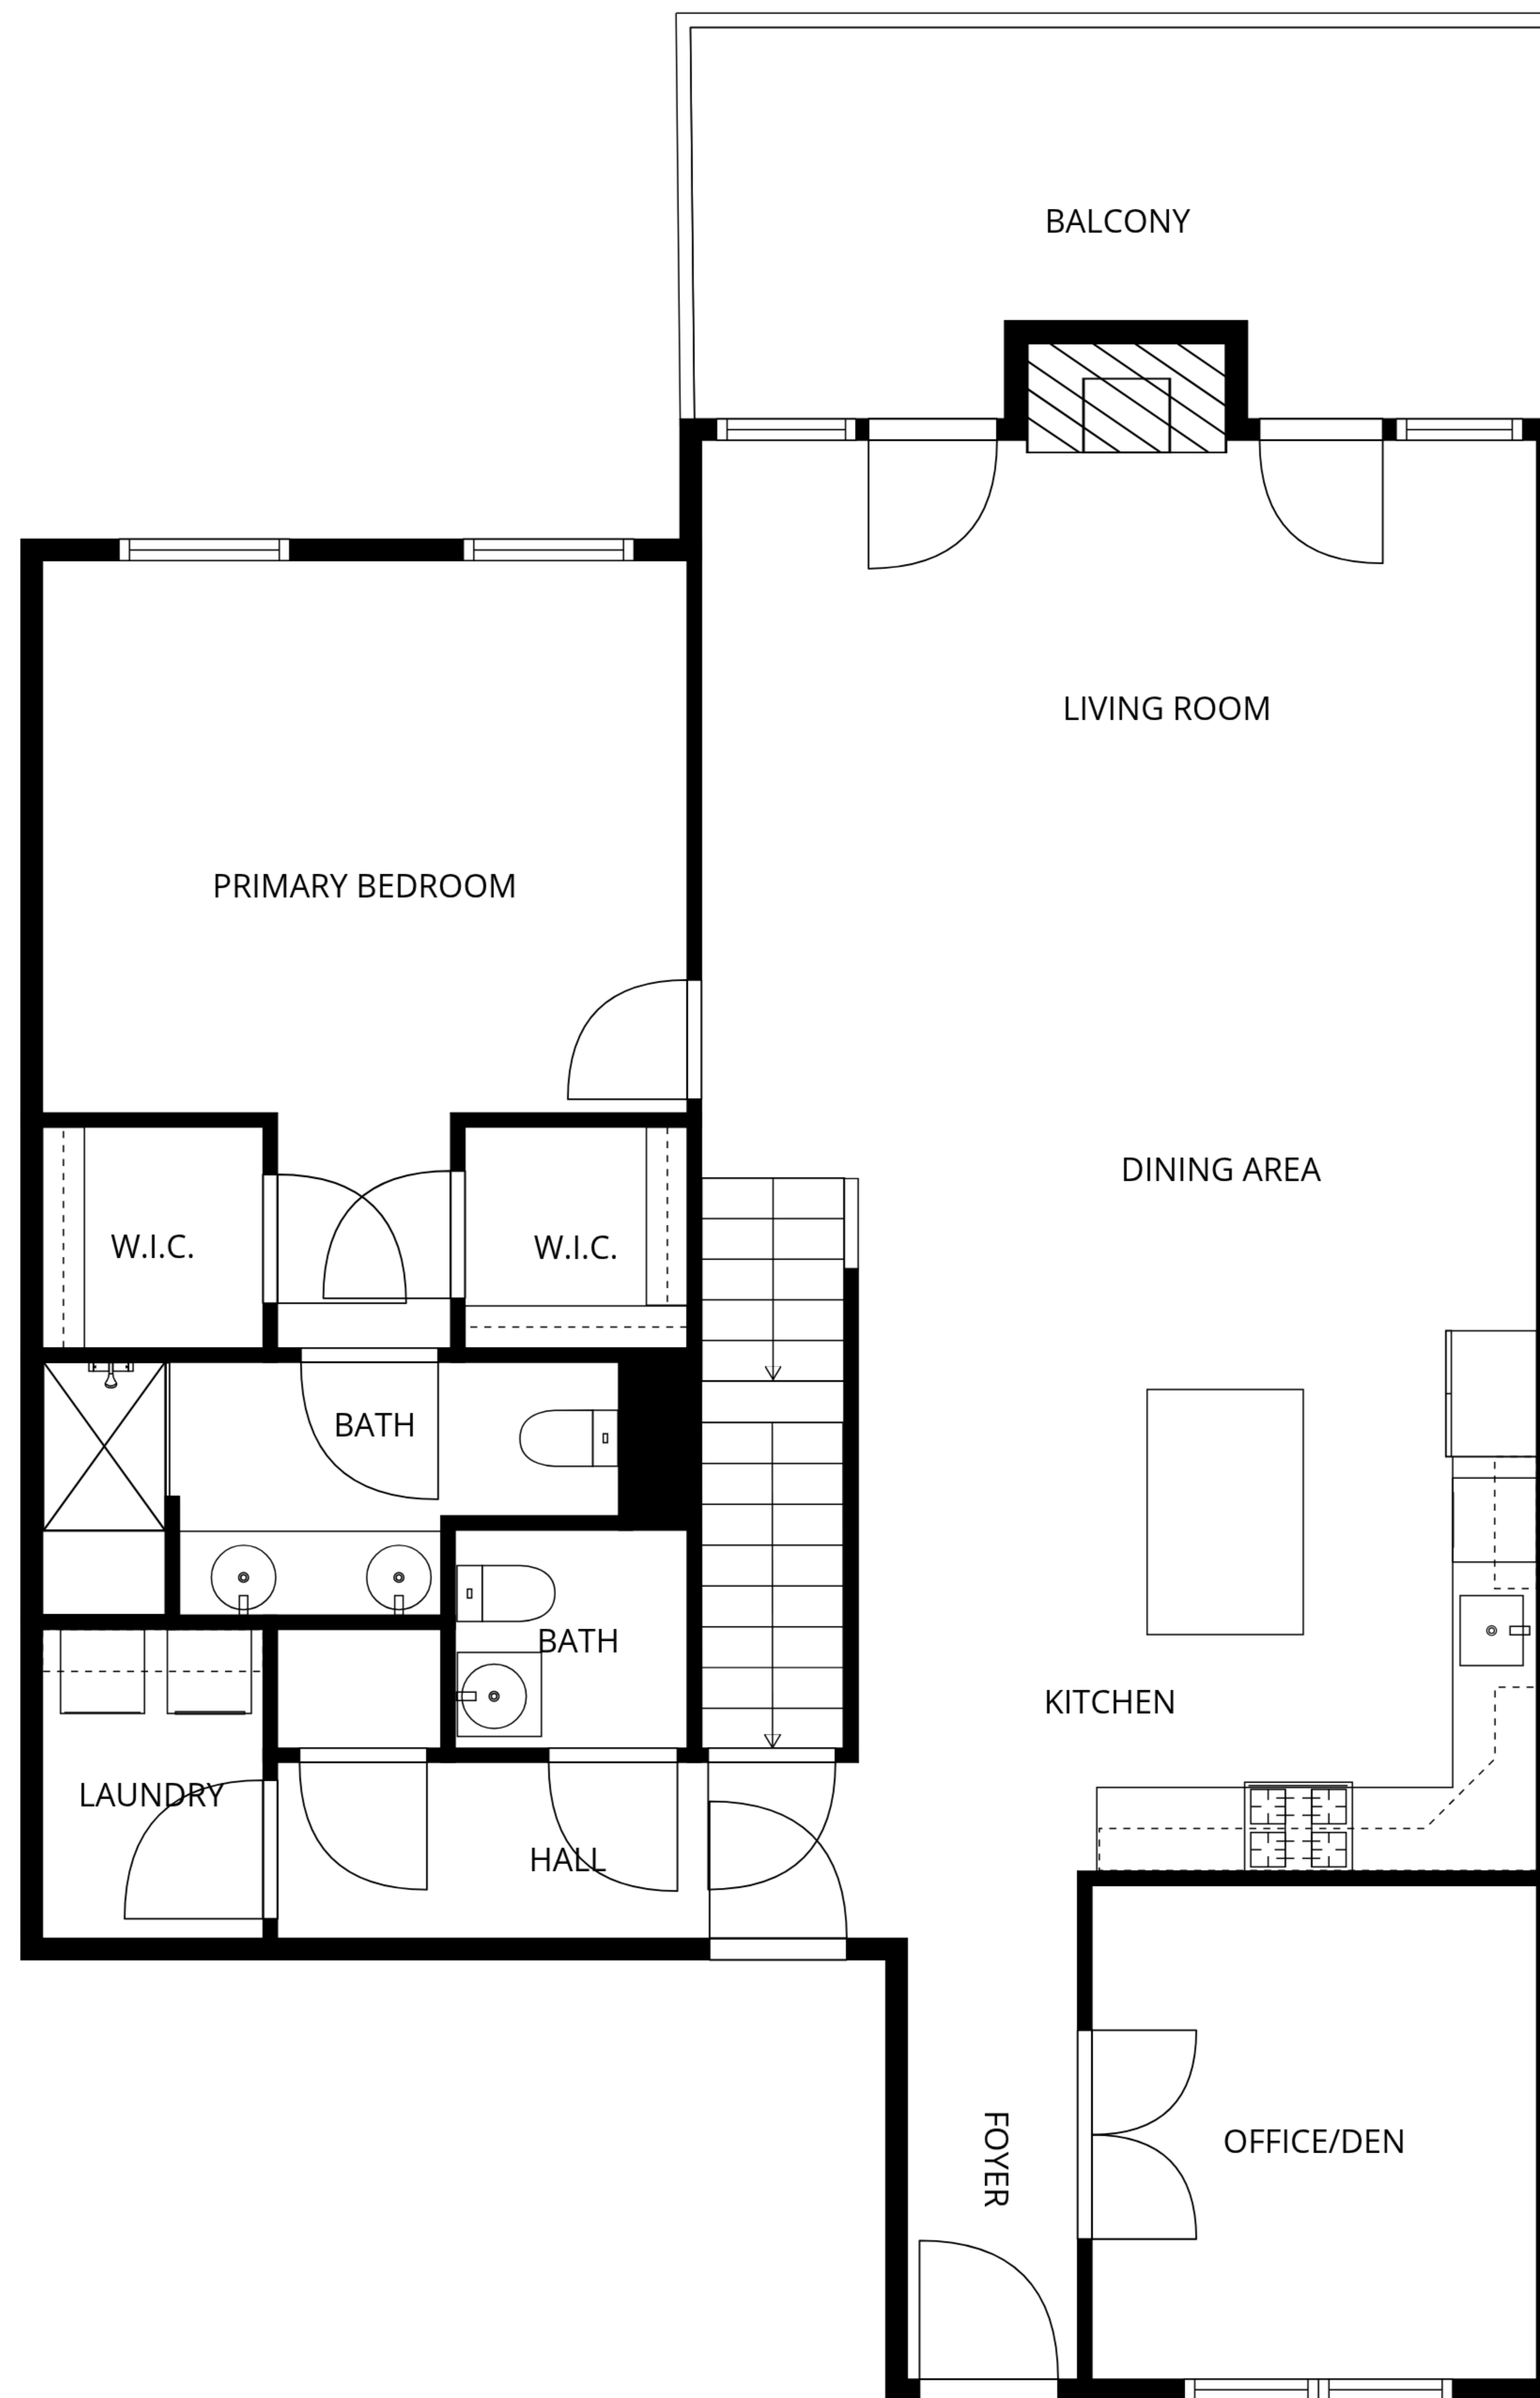 BALCONY
LIVING ROOM
PRIMARY BEDROOM
DINING AREA
W.I.C.
W.I.C.
BATH
BATH
KITCHEN
LAUNDRY
HALL
FOYER
OFFICE/DEN